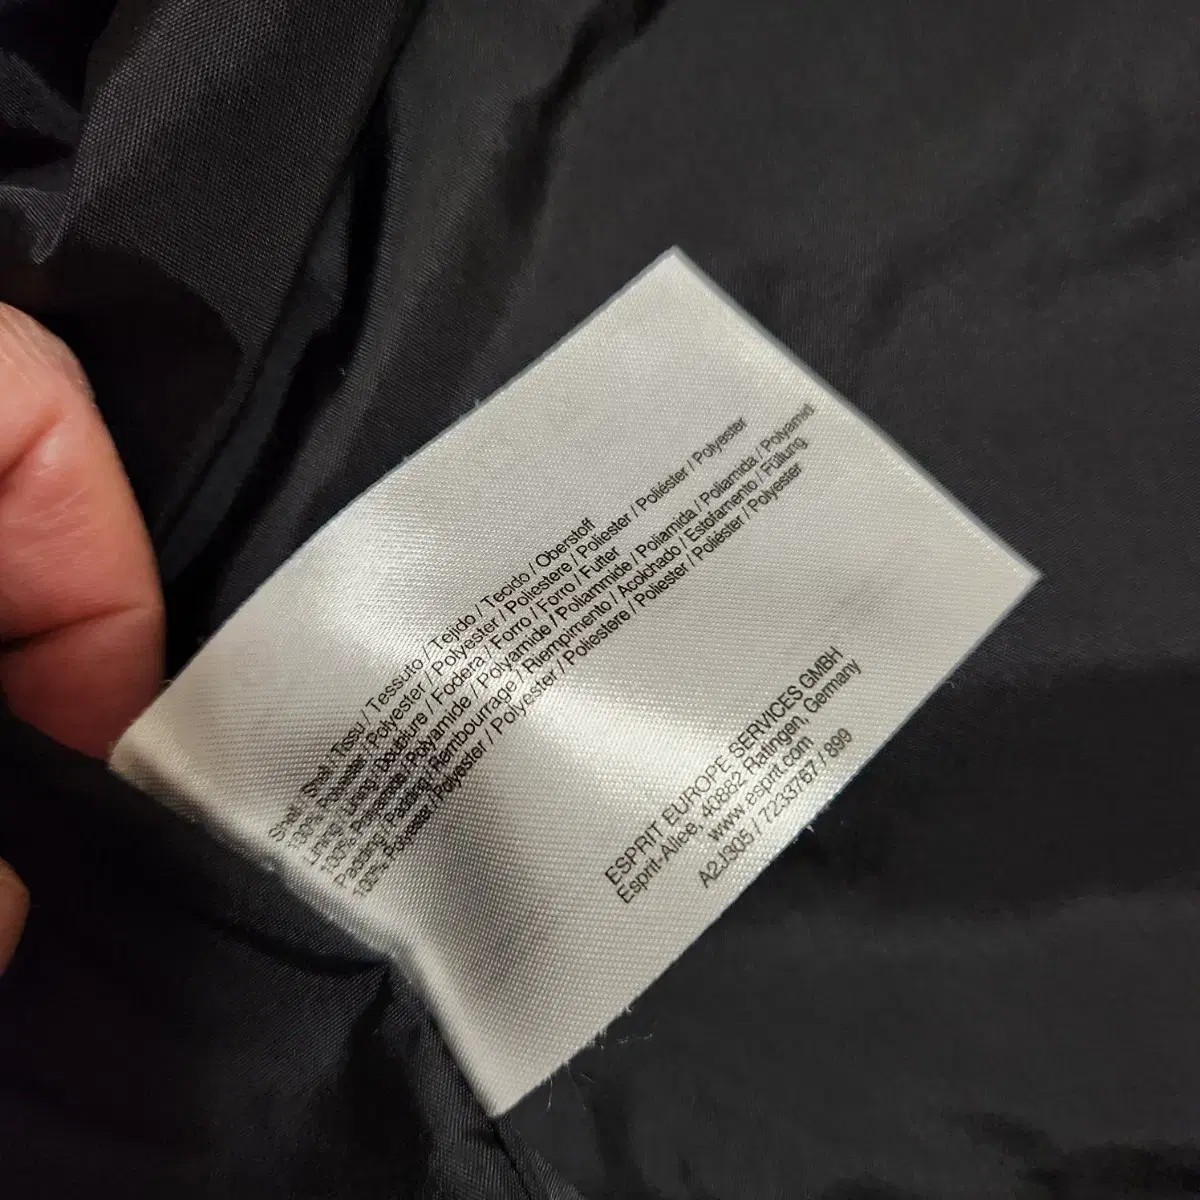 Shell / Shell / Tissu / Tessuto / Tejido / Tecido / Oberstoff
100% Polyester / Polyester / Polyester / Poliestere / Poliester / Poliéster / Polyester
Lining / Lining / Doublure / Fodera / Forro / Forro / Futter
100% Polyamide / Polyamide / Polyamide / Poliammide / Poliamida / Poliamida / Polyamid
Padding / Padding / Rembourrage / Riempimento / Acolchado / Estofamento / Füllung
100% Polyester / Polyester / Polyester / Poliestere / Poliester / Poliéster / Polyester
ESPRIT EUROPE SERVICES GMBH
Esprit-Allee, 40882 Ratingen, Germany
www.esprit.com
A2J305 / 7233767 / 899